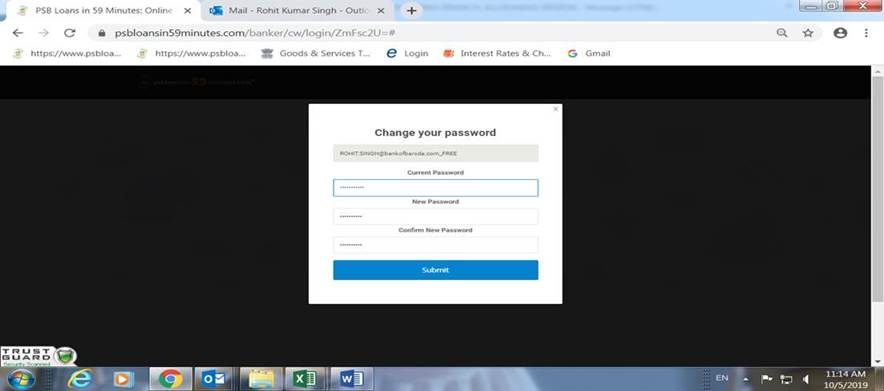 PSB Loans in 59 Minutes: Online
Mail - Rohit Kumar Singh - Outlo
psbloansin59minutes.com/banker/cw/login/ZmFsc2U=#
https://www.psbloa...
https://www.psbloa...
Goods & Services T...
Login
Interest Rates & Ch...
Gmail
Change your password
ROHIT.SINGH@bankofbaroda.com_FREE
Current Password
New Password
Confirm New Password
Submit
TRUST
GUARD
Security Scanned
EN
11:14 AM
10/5/2019